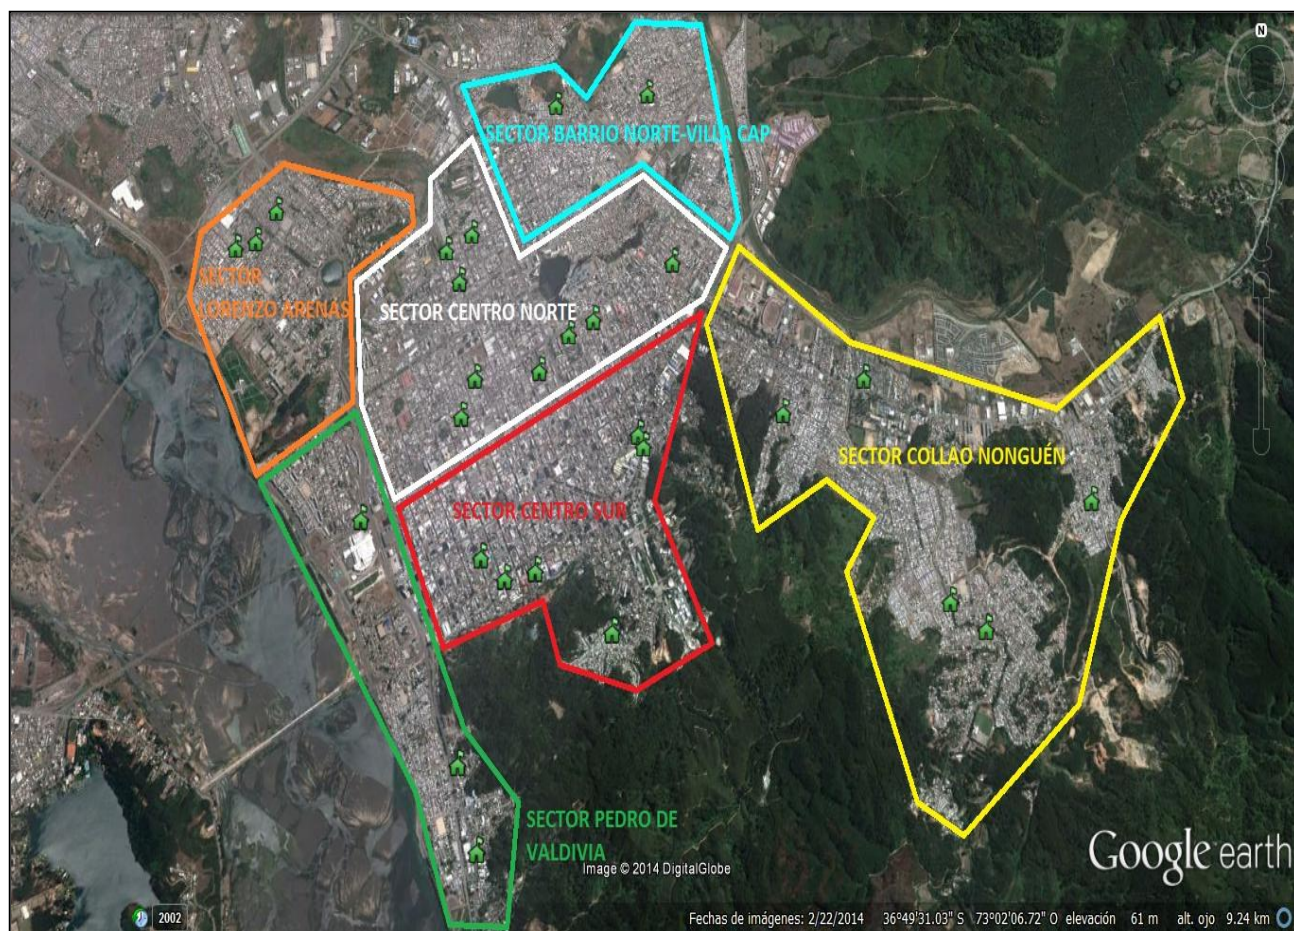 N
SECTOR BARRIO NORTE-VILLA CAP
SECTOR
LORENZO ARENAS
SECTOR CENTRO NORTE
SECTOR COLLAO NONGUÉN
SECTOR CENTRO SUR
SECTOR PEDRO DE
VALDIVIA
Image © 2014 DigitalGlobe
Google earth
2002
Fechas de imágenes: 2/22/2014 36°49'31.03" S 73°02'06.72" O elevación 61 m alt. ojo 9.24 km